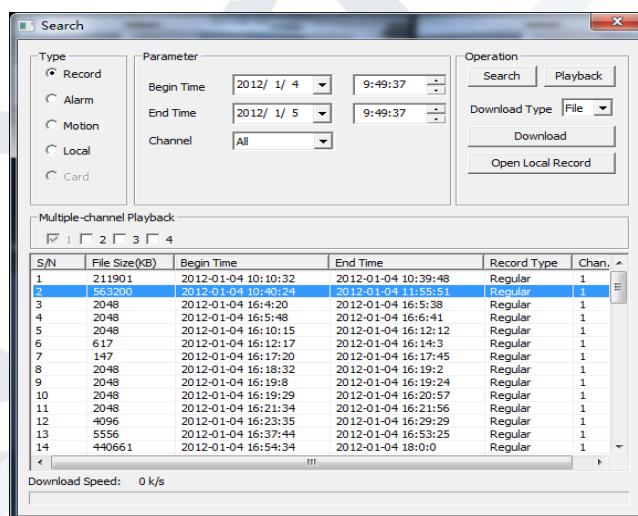 Search
Type
Record
Alarm
Motion
Local
Card
Parameter
Begin Time 2012/ 1/ 4 9:49:37
End Time 2012/ 1/ 5 9:49:37
Channel All
Operation
Search Playback
Download Type File
Download
Open Local Record
Multiple-channel Playback
1 2 3 4
S/N File Size(KB) Begin Time End Time Record Type Chan.
1 211901 2012-01-04 10:10:32 2012-01-04 10:39:48 Regular 1
2 563200 2012-01-04 10:40:24 2012-01-04 11:55:51 Regular 1
3 2048 2012-01-04 16:4:20 2012-01-04 16:5:38 Regular 1
4 2048 2012-01-04 16:5:48 2012-01-04 16:6:41 Regular 1
5 2048 2012-01-04 16:10:15 2012-01-04 16:12:12 Regular 1
6 617 2012-01-04 16:12:17 2012-01-04 16:14:3 Regular 1
7 147 2012-01-04 16:17:20 2012-01-04 16:17:45 Regular 1
8 2048 2012-01-04 16:18:32 2012-01-04 16:19:2 Regular 1
9 2048 2012-01-04 16:19:8 2012-01-04 16:19:24 Regular 1
10 2048 2012-01-04 16:19:29 2012-01-04 16:20:57 Regular 1
11 2048 2012-01-04 16:21:34 2012-01-04 16:21:56 Regular 1
12 4096 2012-01-04 16:23:35 2012-01-04 16:29:29 Regular 1
13 5556 2012-01-04 16:37:44 2012-01-04 16:53:25 Regular 1
14 440661 2012-01-04 16:54:34 2012-01-04 18:0:0 Regular 1
Download Speed: 0 k/s